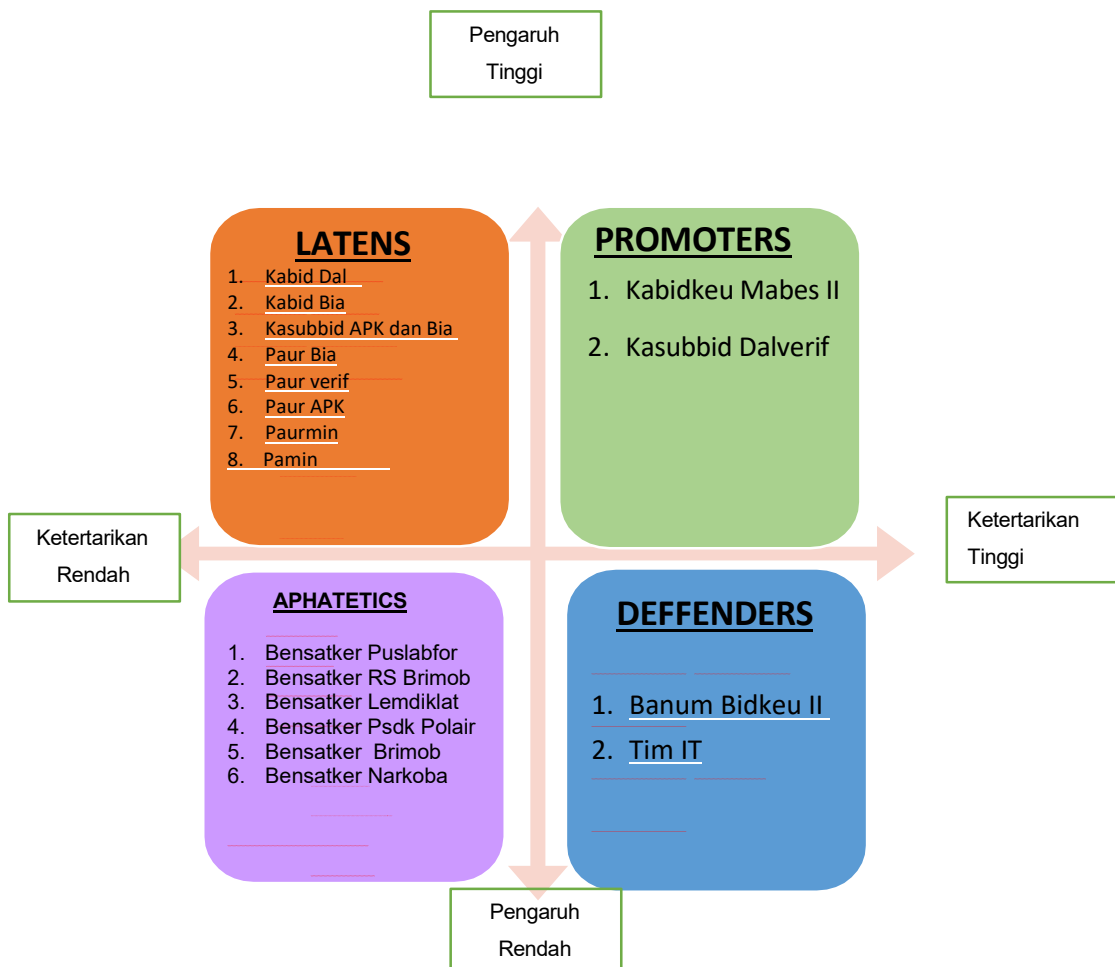 Pengaruh
Tinggi
LATENS
1. Kabid Dal
2. Kabid Bia
3. Kasubbid APK dan Bia
4. Paur Bia
5. Paur verif
6. Paur APK
7. Paurmin
8. Pamin
PROMOTERS
1. Kabidkeu Mabes II
2. Kasubbid Dalverif
Ketertarikan
Rendah
Ketertarikan
Tinggi
APHATETICS
1. Bensatker Puslabfor
2. Bensatker RS Brimob
3. Bensatker Lemdiklat
4. Bensatker Psdk Polair
5. Bensatker Brimob
6. Bensatker Narkoba
DEFFENDERS
1. Banum Bidkeu II
2. Tim IT
Pengaruh
Rendah